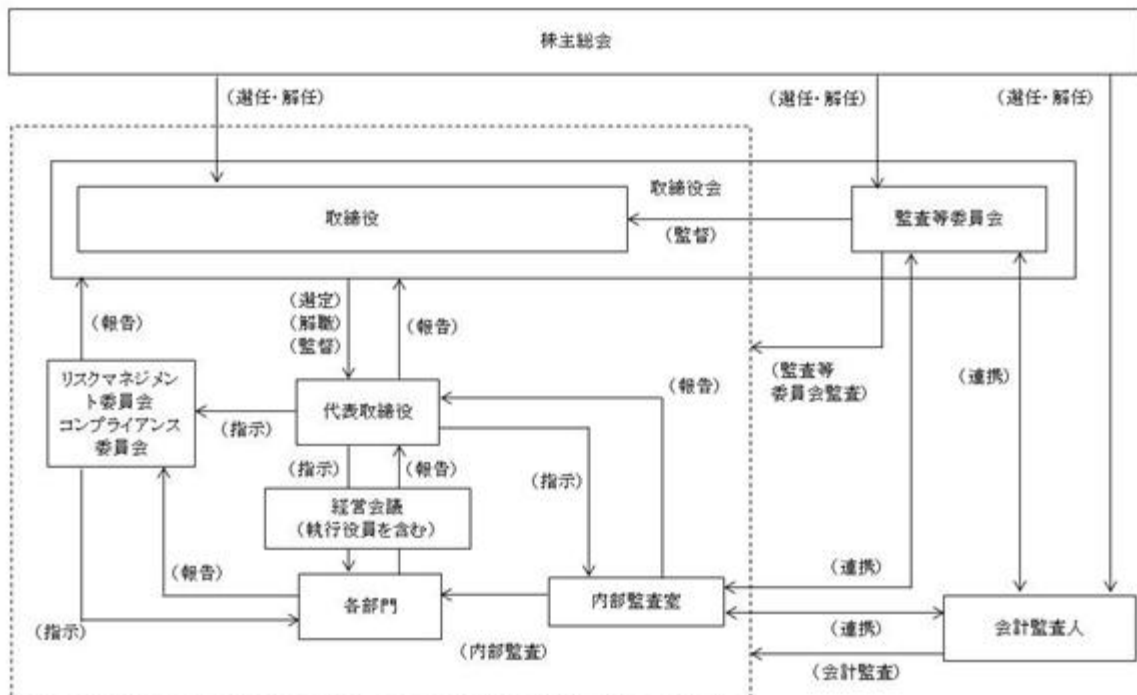 株主総会
(選任・解任)
(選任・解任)
(選任・解任)
取締役会
取締役
監査等委員会
(監督)
(選定)
(解職)
(監督)
(報告)
(報告)
(監査等
委員会監査)
(連携)
リスクマネジメン
ト委員会
コンプライアンス
委員会
(指示)
代表取締役
(報告)
(指示)
(報告)
(指示)
経営会議
(執行役員を含む)
(報告)
各部門
内部監査室
(連携)
(指示)
(内部監査)
(連携)
会計監査人
(会計監査)